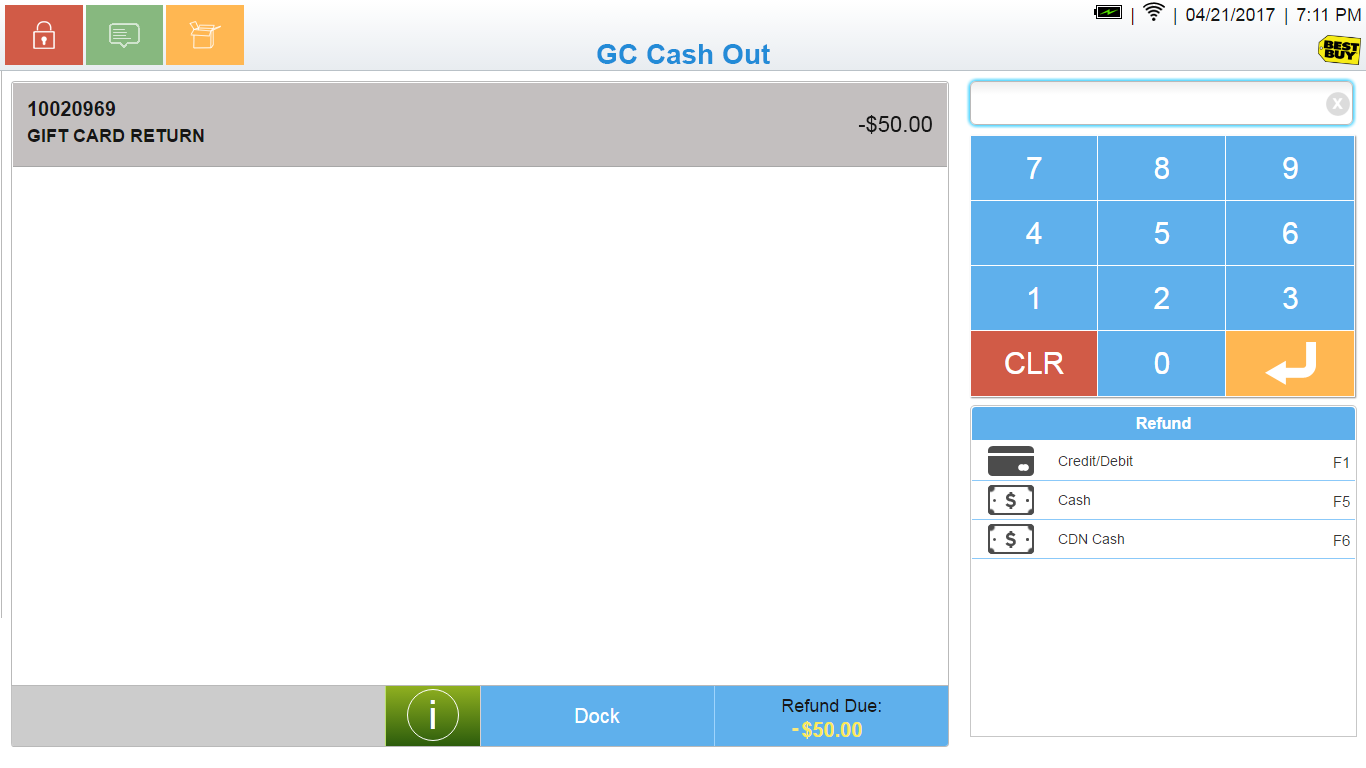 | | 04/21/2017 | 7:11 PM
GC Cash Out
BEST
BUY
10020969
GIFT CARD RETURN
-$50.00
X
7 8 9
4 5 6
1 2 3
CLR 0
Refund
Credit/Debit F1
$ Cash F5
$ CDN Cash F6
i
Dock
Refund Due:
-$50.00